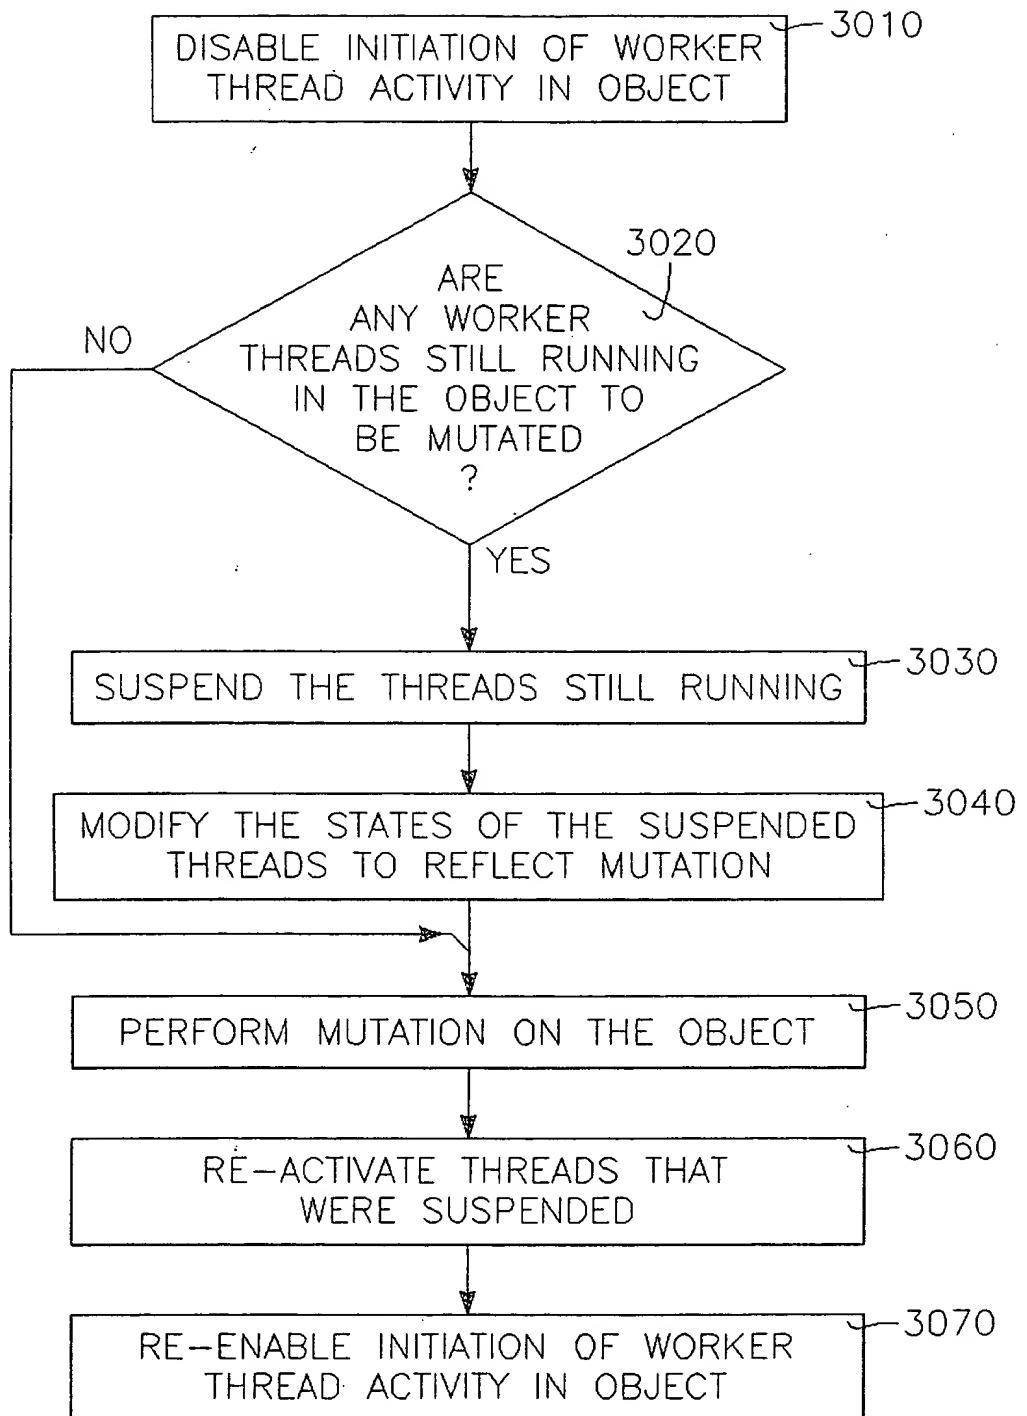 3010
DISABLE INITIATION OF WORKER
THREAD ACTIVITY IN OBJECT
3020
ARE
ANY WORKER
THREADS STILL RUNNING
IN THE OBJECT TO
BE MUTATED
?
NO
YES
3030
SUSPEND THE THREADS STILL RUNNING
3040
MODIFY THE STATES OF THE SUSPENDED
THREADS TO REFLECT MUTATION
3050
PERFORM MUTATION ON THE OBJECT
3060
RE-ACTIVATE THREADS THAT
WERE SUSPENDED
3070
RE-ENABLE INITIATION OF WORKER
THREAD ACTIVITY IN OBJECT